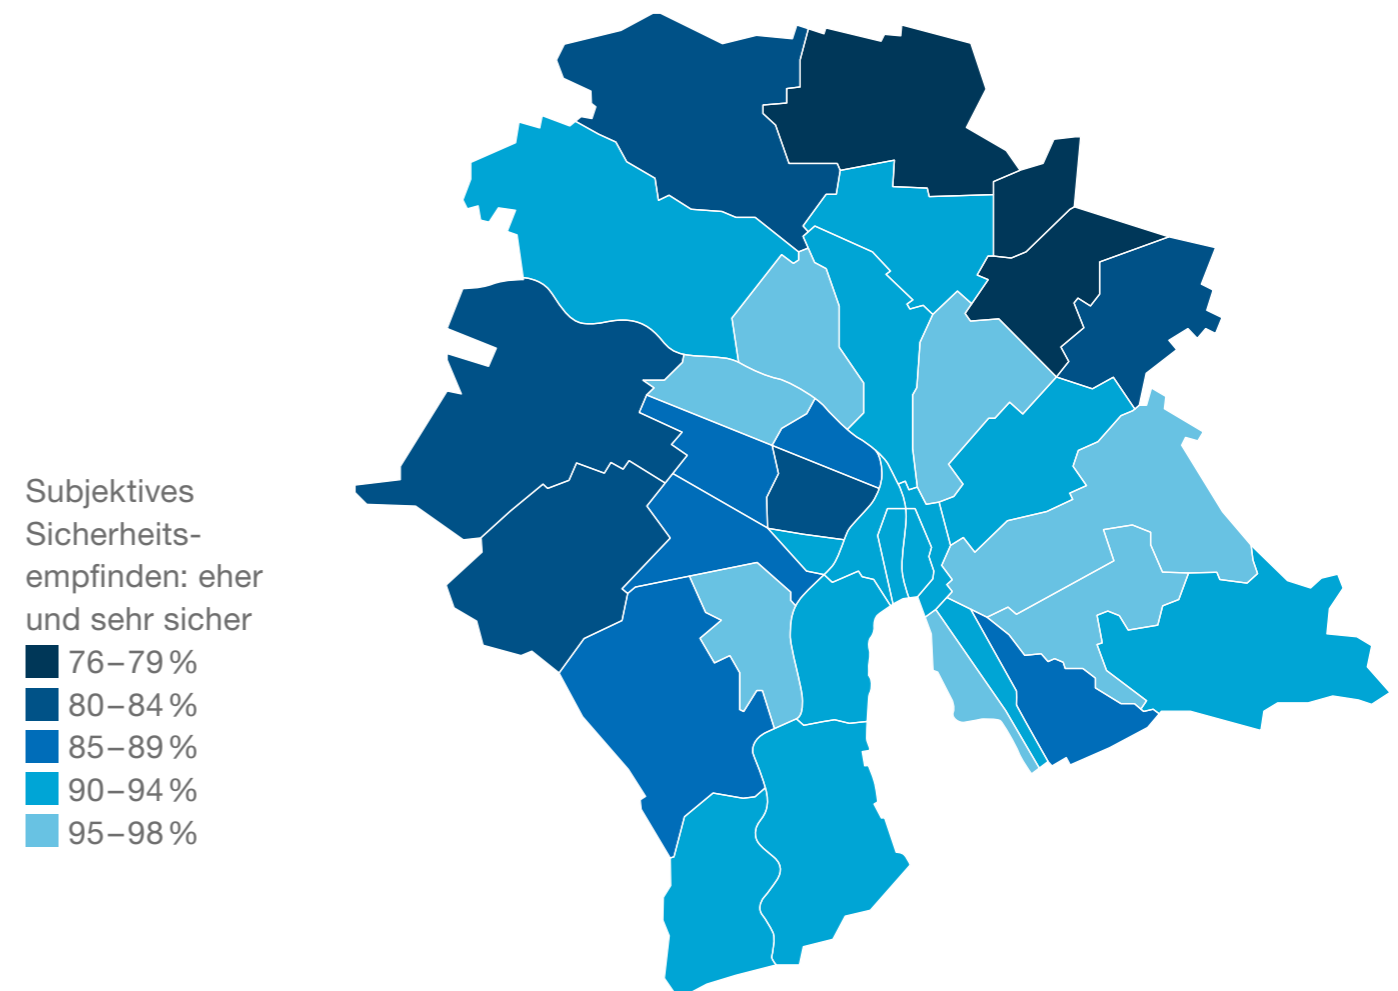 Subjektives
Sicherheits-
empfinden: eher
und sehr sicher
76–79 %
80–84 %
85–89 %
90–94 %
95–98 %